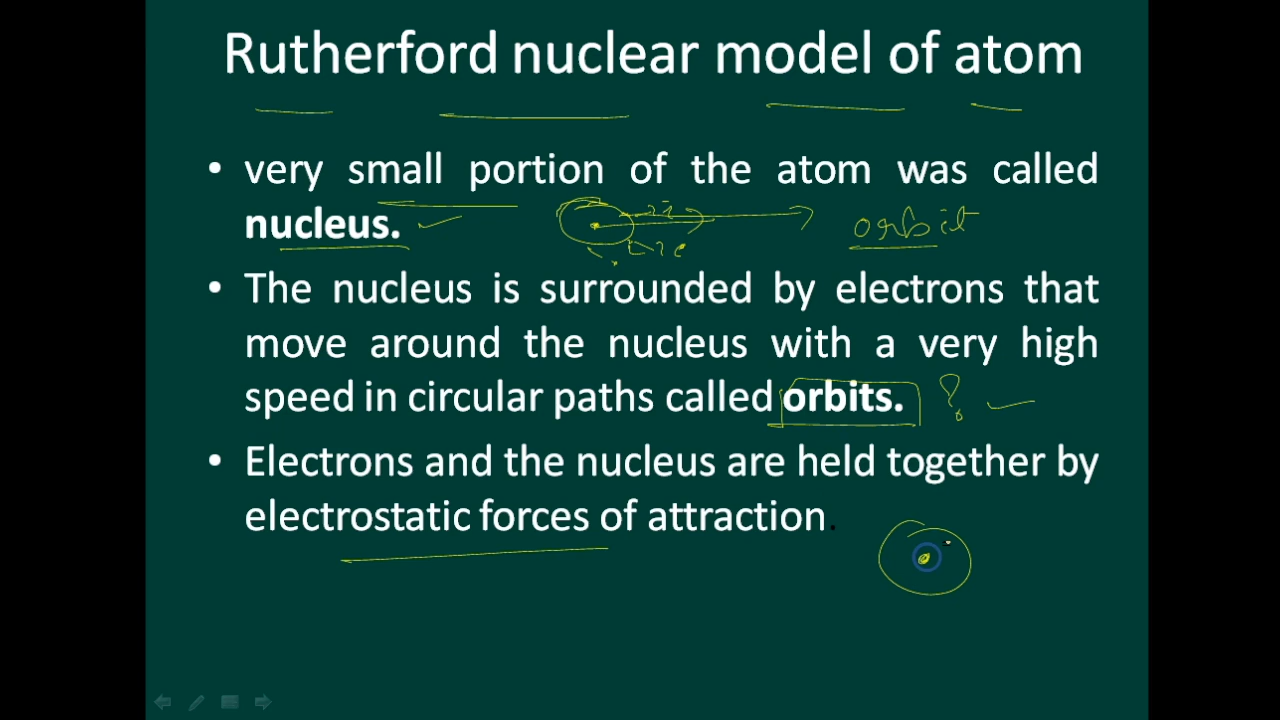 Rutherford nuclear model of atom
• very small portion of the atom was called
nucleus.
orbit
• The nucleus is surrounded by electrons that
move around the nucleus with a very high
speed in circular paths called orbits. ?
• Electrons and the nucleus are held together by
electrostatic forces of attraction.